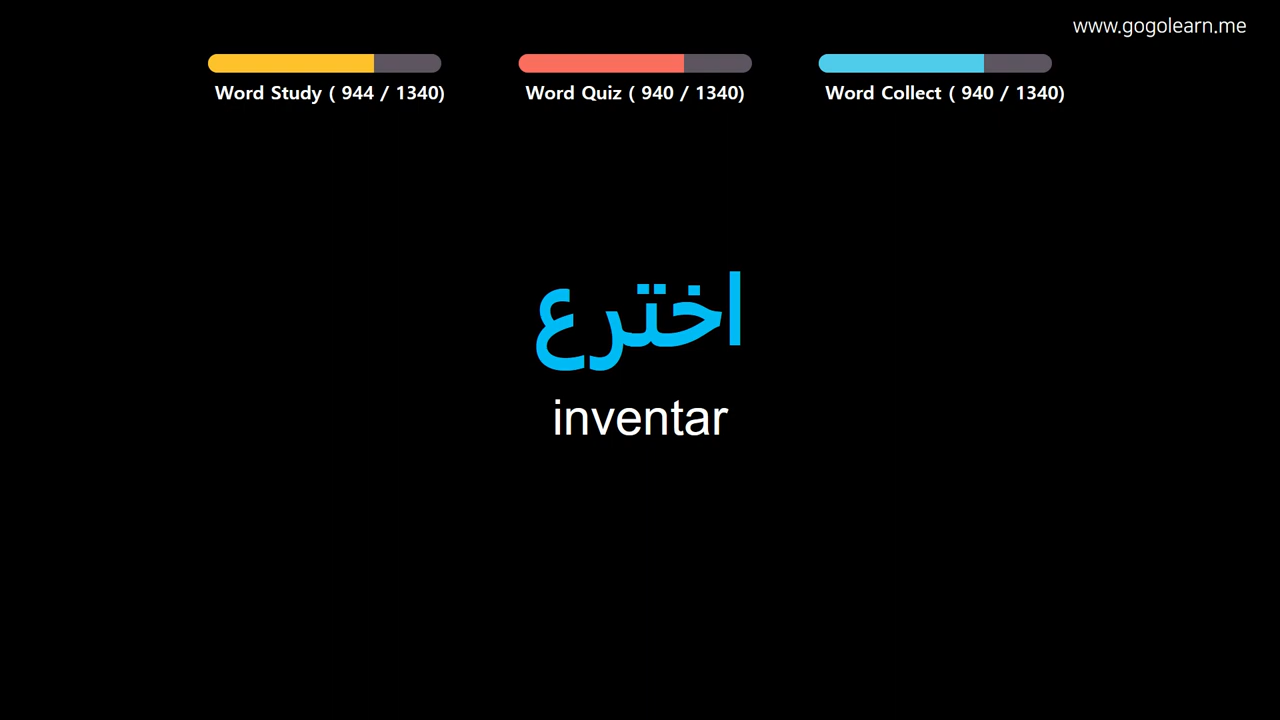 www.gogolearn.me
Word Study ( 944 / 1340)
Word Quiz ( 940 / 1340)
Word Collect ( 940 / 1340)
اخترع
inventar